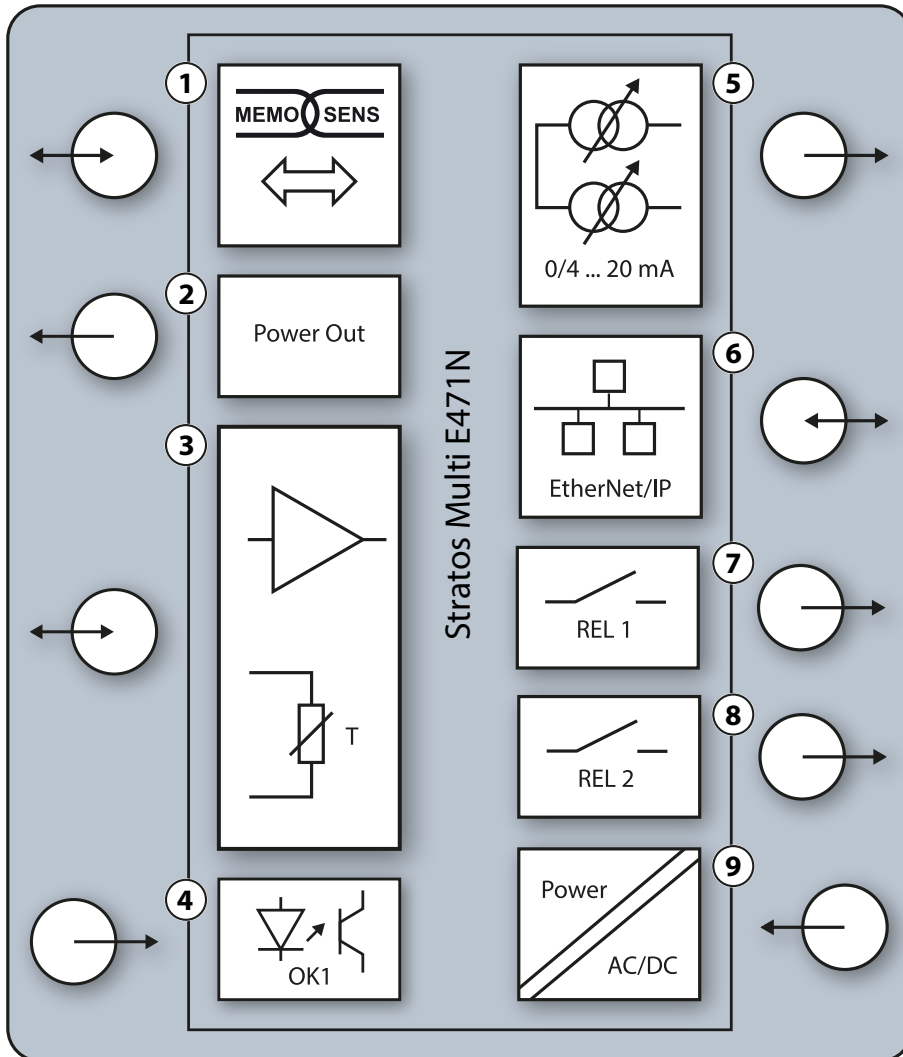 1
MEMO SENS
2
Power Out
3
T
4
OK1
Stratos Multi E471N
5
0/4 ... 20 mA
6
EtherNet/IP
7
REL 1
8
REL 2
9
Power
AC/DC